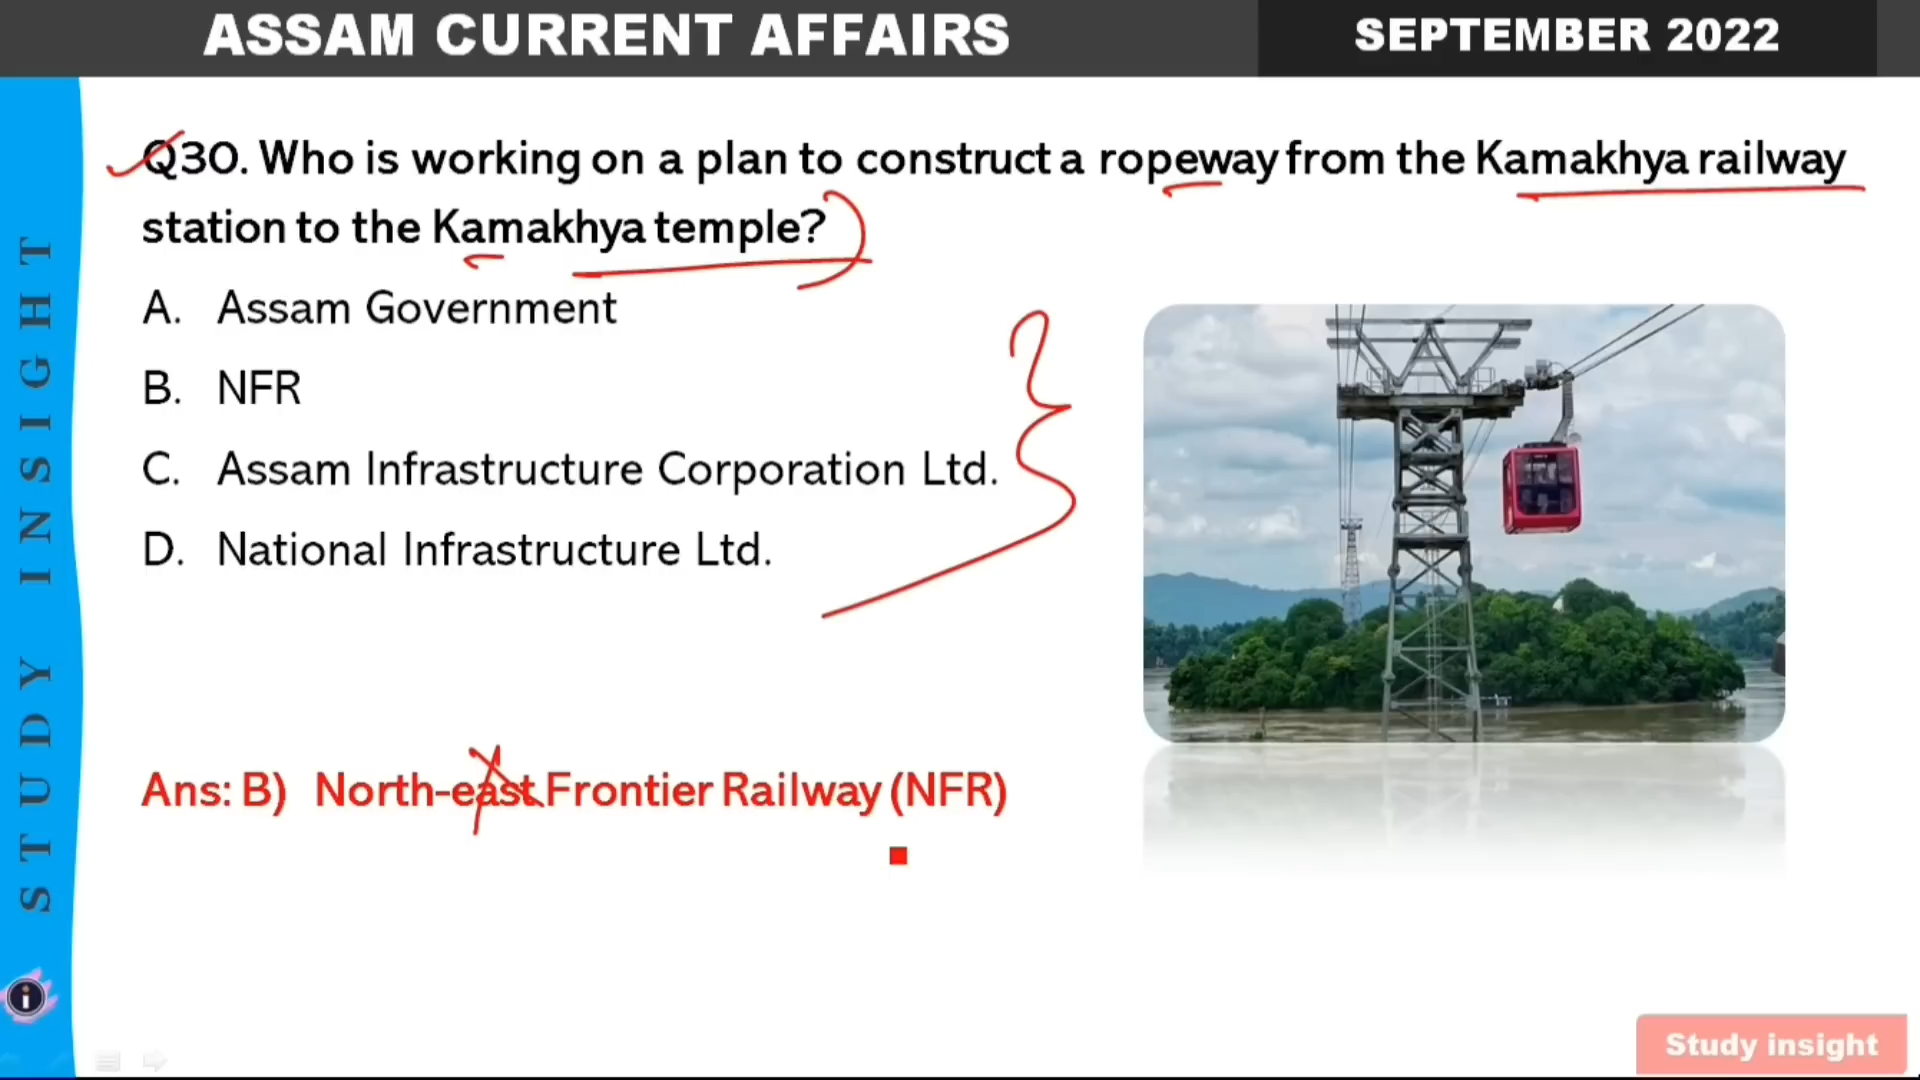 ASSAM CURRENT AFFAIRS
SEPTEMBER 2022
Q30. Who is working on a plan to construct a ropeway from the Kamakhya railway
station to the Kamakhya temple?
A. Assam Government
B. NFR
C. Assam Infrastructure Corporation Ltd.
D. National Infrastructure Ltd.
Ans: B) North-east Frontier Railway (NFR)
STUDY INSIGHT
i
Study insight